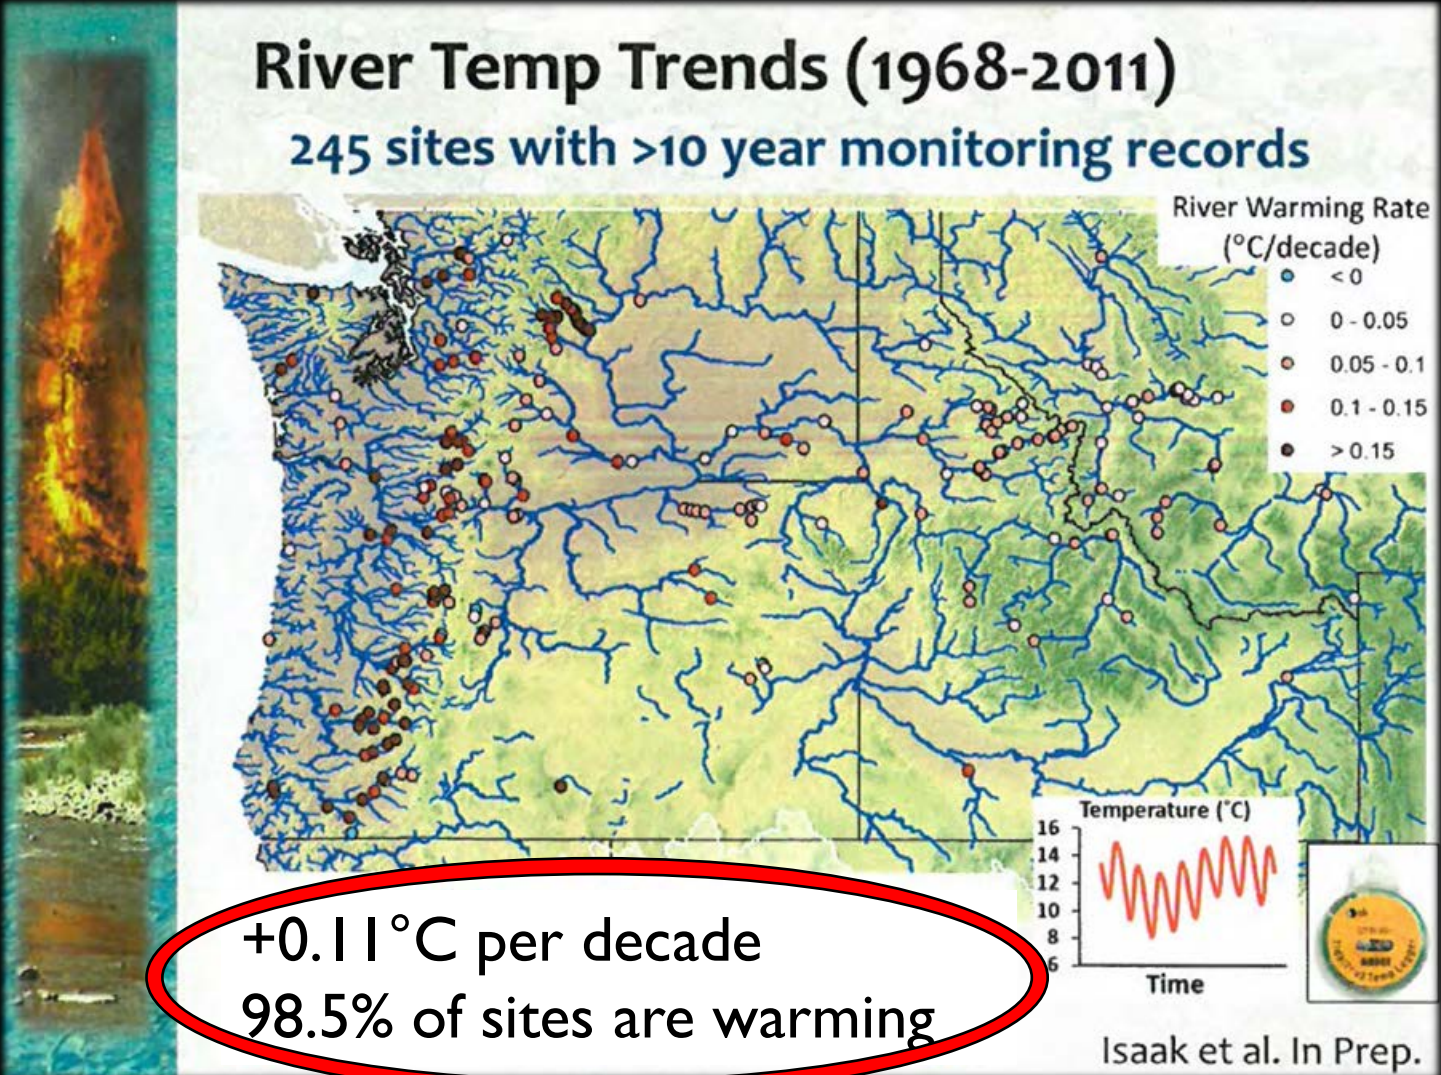 River Temp Trends (1968-2011)
245 sites with >10 year monitoring records
River Warming Rate
(°C/decade)
< 0
0 - 0.05
0.05 - 0.1
0.1 - 0.15
> 0.15
Temperature (°C)
16
14
12
10
8
6
Time
+0.11°C per decade
98.5% of sites are warming
Isaak et al. In Prep.